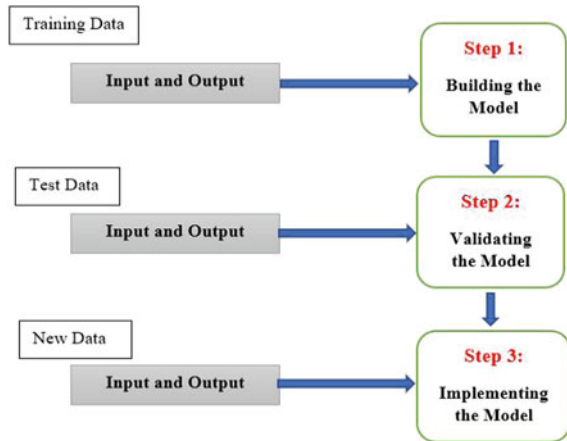 Training Data
Step 1:
Input and Output
Building the
Model
Test Data
Step 2:
Input and Output
Validating
the Model
New Data
Step 3:
Input and Output
Implementing
the Model